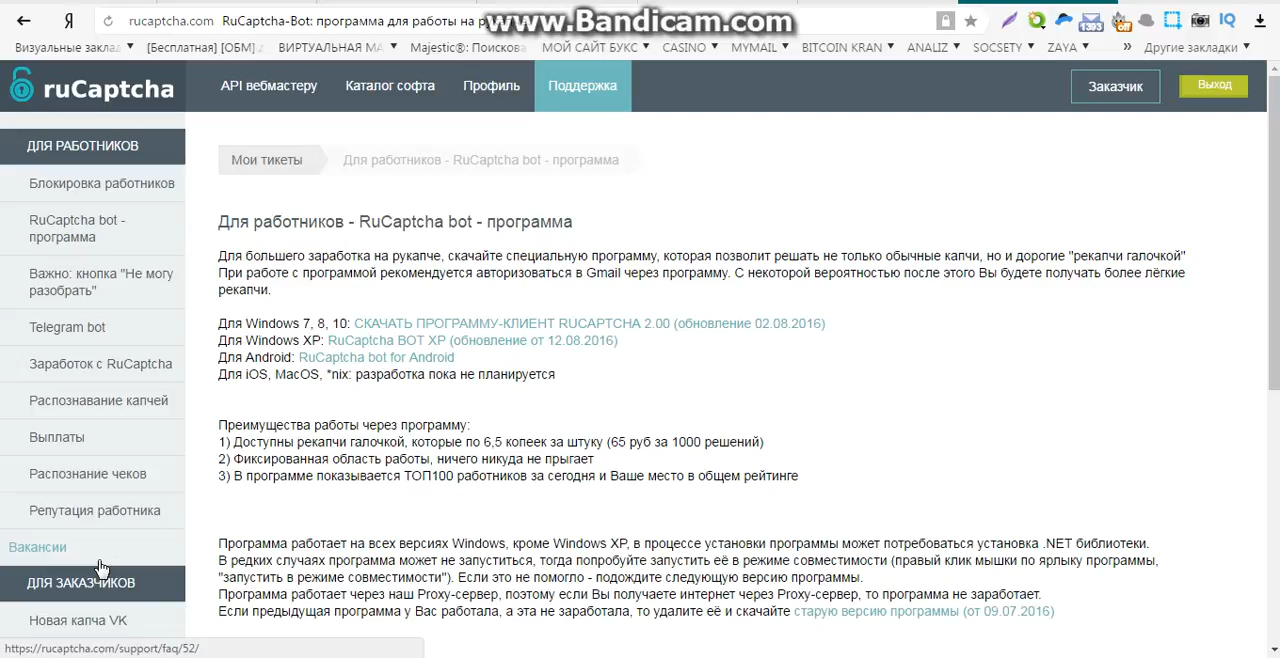 Я rucaptcha.com RuCaptcha-Bot: программа для работы на р
www.Bandicam.com
1393 off IQ
Визуальные заклад [Бесплатная] [ОБМ] ВИРТУАЛЬНАЯ МА Majestic®: Поискова МОЙ САЙТ БУКС CASINO MYMAIL BITCOIN KRAN ANALIZ SOCSETY ZAYA » Другие закладки
ruCaptcha API вебмастеру Каталог софта Профиль Поддержка Заказчик Выход
ДЛЯ РАБОТНИКОВ
Блокировка работников
RuCaptcha bot -
программа
Важно: кнопка "Не могу
разобрать"
Telegram bot
Заработок с RuCaptcha
Распознавание капчей
Выплаты
Распознание чеков
Репутация работника
Вакансии
ДЛЯ ЗАКАЗЧИКОВ
Новая капча VK
https://rucaptcha.com/support/faq/52/
Мои тикеты Для работников - RuCaptcha bot - программа
Для работников - RuCaptcha bot - программа
Для большего заработка на рукапче, скачайте специальную программу, которая позволит решать не только обычные капчи, но и дорогие "рекапчи галочкой"
При работе с программой рекомендуется авторизоваться в Gmail через программу. С некоторой вероятностью после этого Вы будете получать более лёгкие
рекапчи.
Для Windows 7, 8, 10: СКАЧАТЬ ПРОГРАММУ-КЛИЕНТ RUCAPTCHA 2.00 (обновление 02.08.2016)
Для Windows XP: RuCaptcha BOT XP (обновление от 12.08.2016)
Для Android: RuCaptcha bot for Android
Для iOS, MacOS, *nix: разработка пока не планируется
Преимущества работы через программу:
1) Доступны рекапчи галочкой, которые по 6,5 копеек за штуку (65 руб за 1000 решений)
2) Фиксированная область работы, ничего никуда не прыгает
3) В программе показывается ТОП100 работников за сегодня и Ваше место в общем рейтинге
Программа работает на всех версиях Windows, кроме Windows XP, в процессе установки программы может потребоваться установка .NET библиотеки.
В редких случаях программа может не запуститься, тогда попробуйте запустить её в режиме совместимости (правый клик мышки по ярлыку программы,
"запустить в режиме совместимости"). Если это не помогло - подождите следующую версию программы.
Программа работает через наш Proxy-сервер, поэтому если Вы получаете интернет через Proxy-сервер, то программа не заработает.
Если предыдущая программа у Вас работала, а эта не заработала, то удалите её и скачайте старую версию программы (от 09.07.2016)